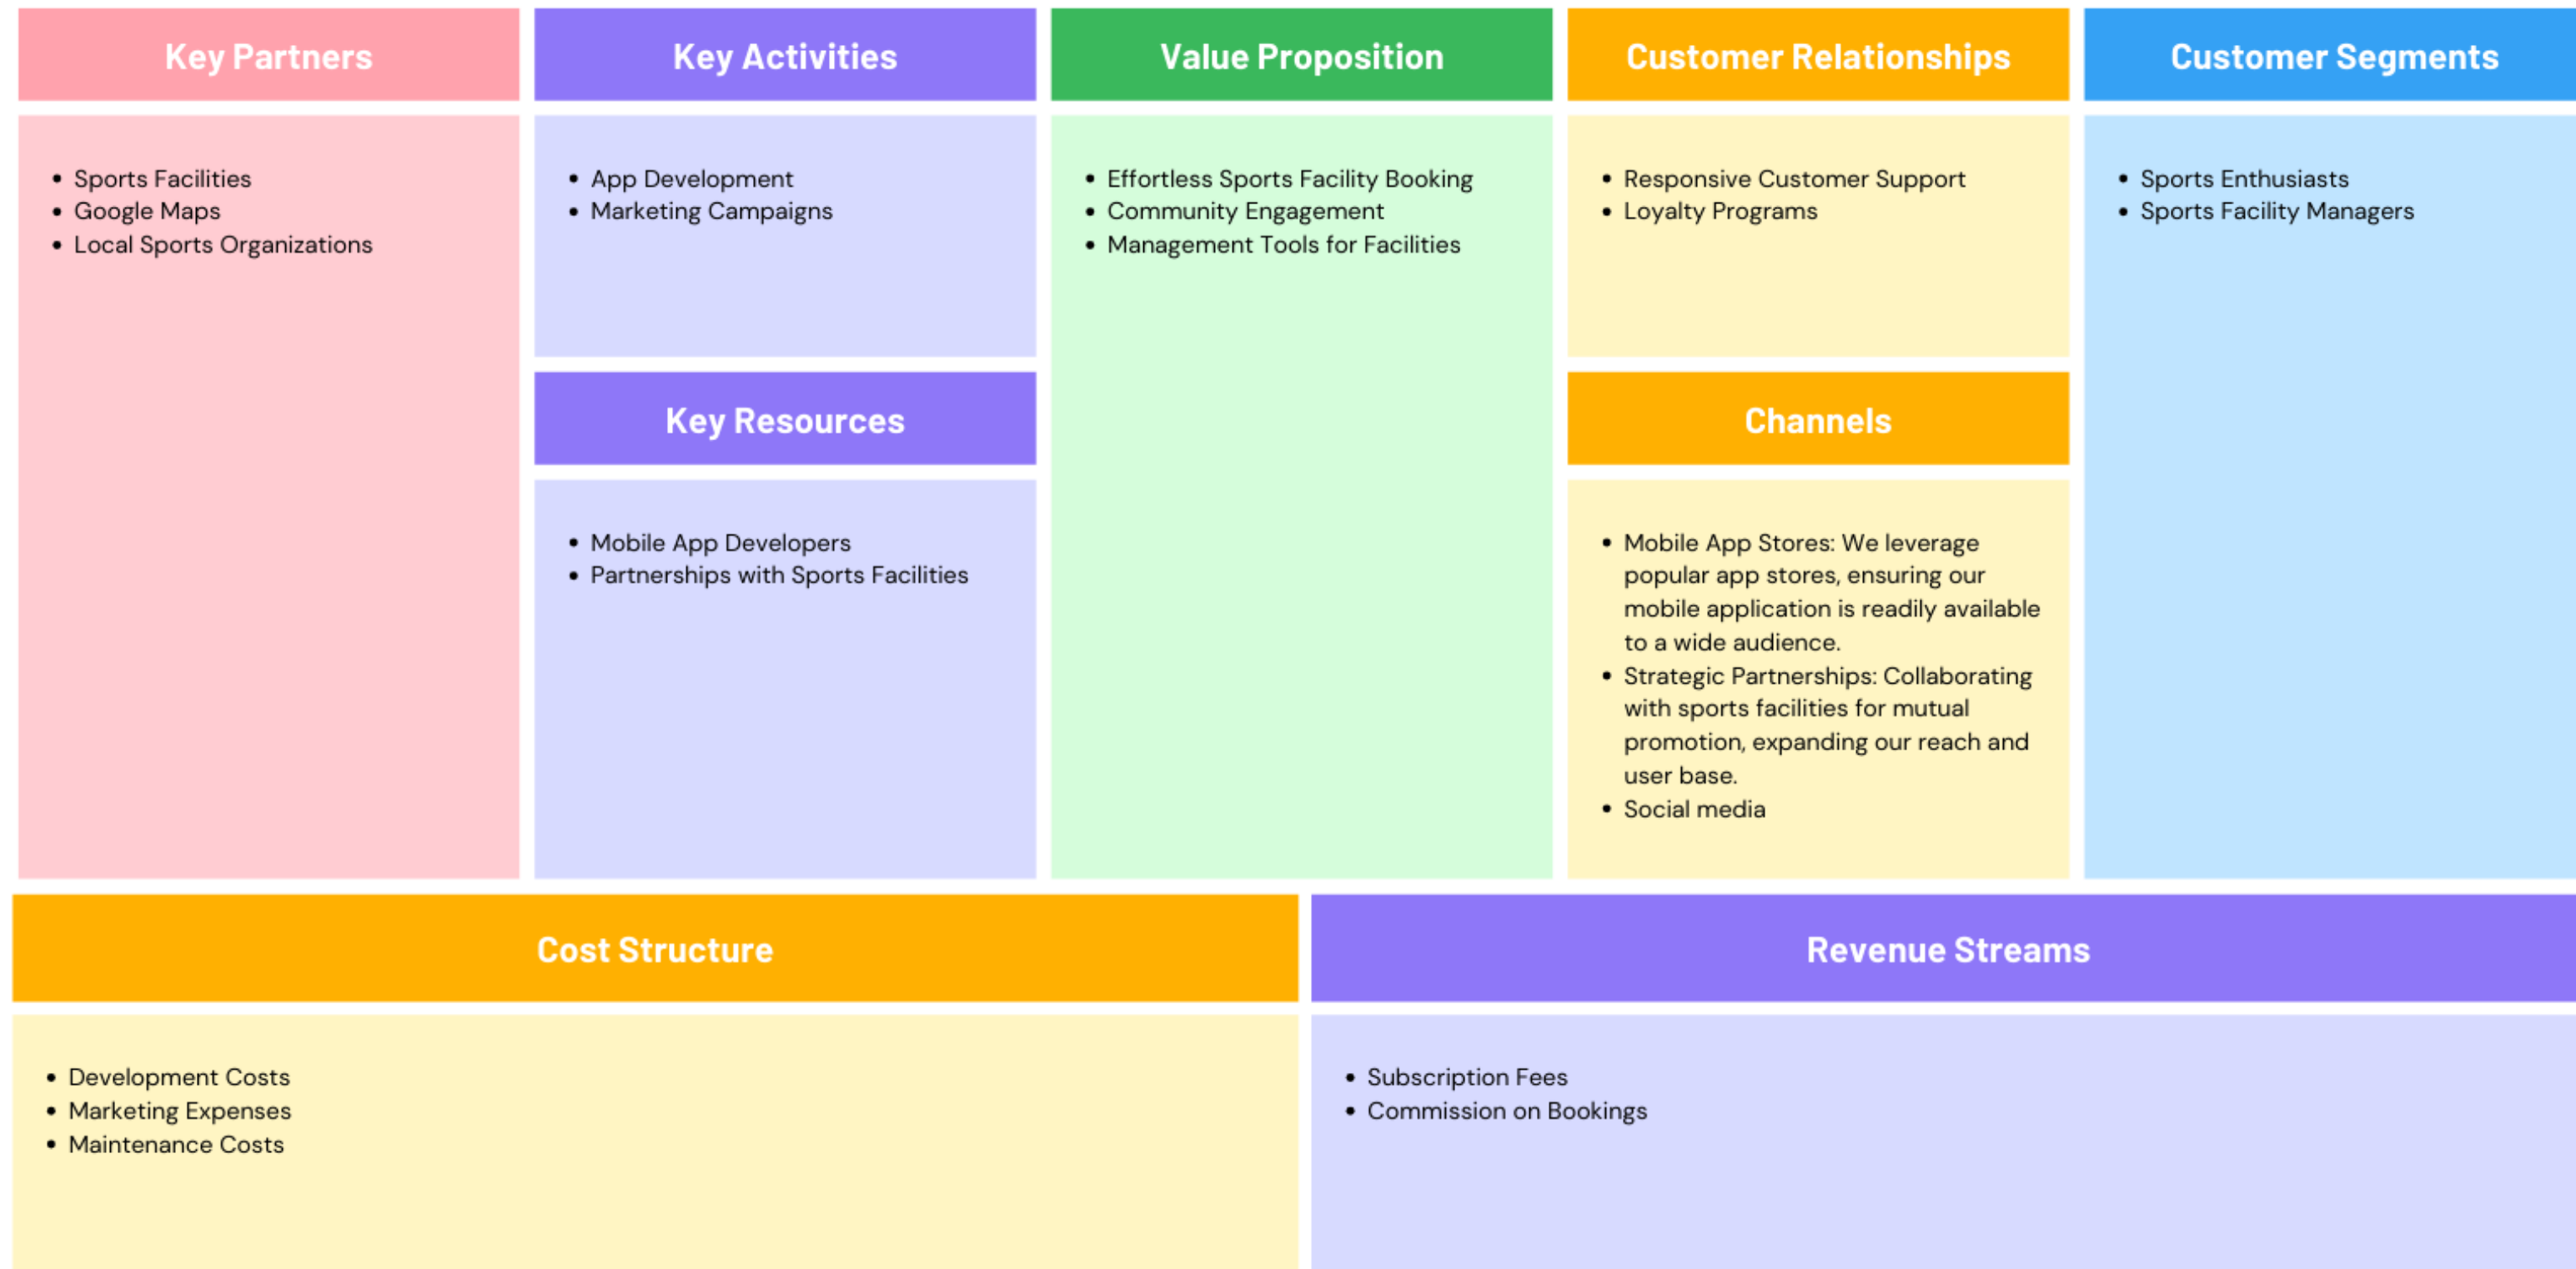 Key Partners
• Sports Facilities
• Google Maps
• Local Sports Organizations
Key Activities
• App Development
• Marketing Campaigns
Key Resources
• Mobile App Developers
• Partnerships with Sports Facilities
Value Proposition
• Effortless Sports Facility Booking
• Community Engagement
• Management Tools for Facilities
Customer Relationships
• Responsive Customer Support
• Loyalty Programs
Channels
• Mobile App Stores: We leverage
popular app stores, ensuring our
mobile application is readily available
to a wide audience.
• Strategic Partnerships: Collaborating
with sports facilities for mutual
promotion, expanding our reach and
user base.
• Social media
Customer Segments
• Sports Enthusiasts
• Sports Facility Managers
Cost Structure
• Development Costs
• Marketing Expenses
• Maintenance Costs
Revenue Streams
• Subscription Fees
• Commission on Bookings